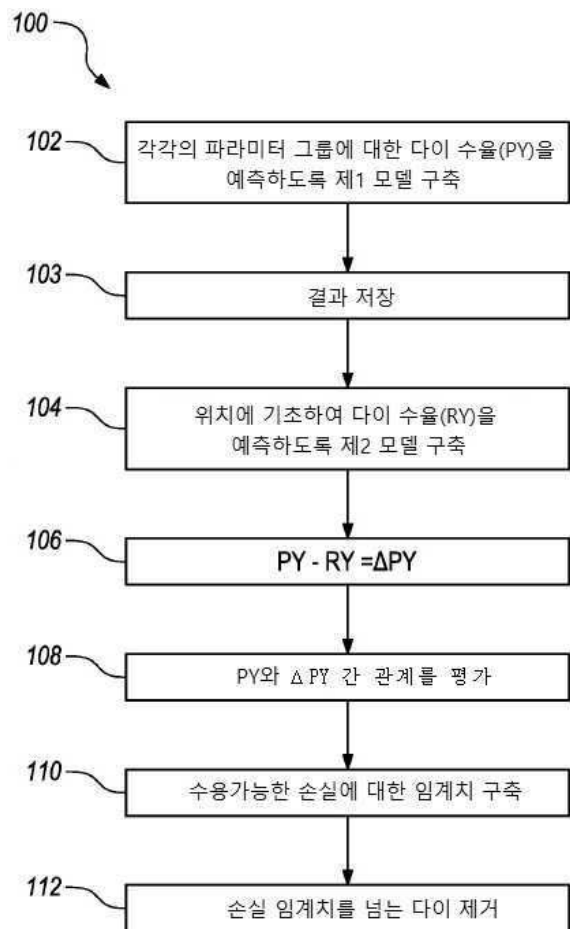 100
102
각각의 파라미터 그룹에 대한 다이 수율(PY)을
예측하도록 제1 모델 구축
103
결과 저장
104
위치에 기초하여 다이 수율(RY)을
예측하도록 제2 모델 구축
106
PY - RY =ΔPY
108
PY와 ΔPY 간 관계를 평가
110
수용가능한 손실에 대한 임계치 구축
112
손실 임계치를 넘는 다이 제거